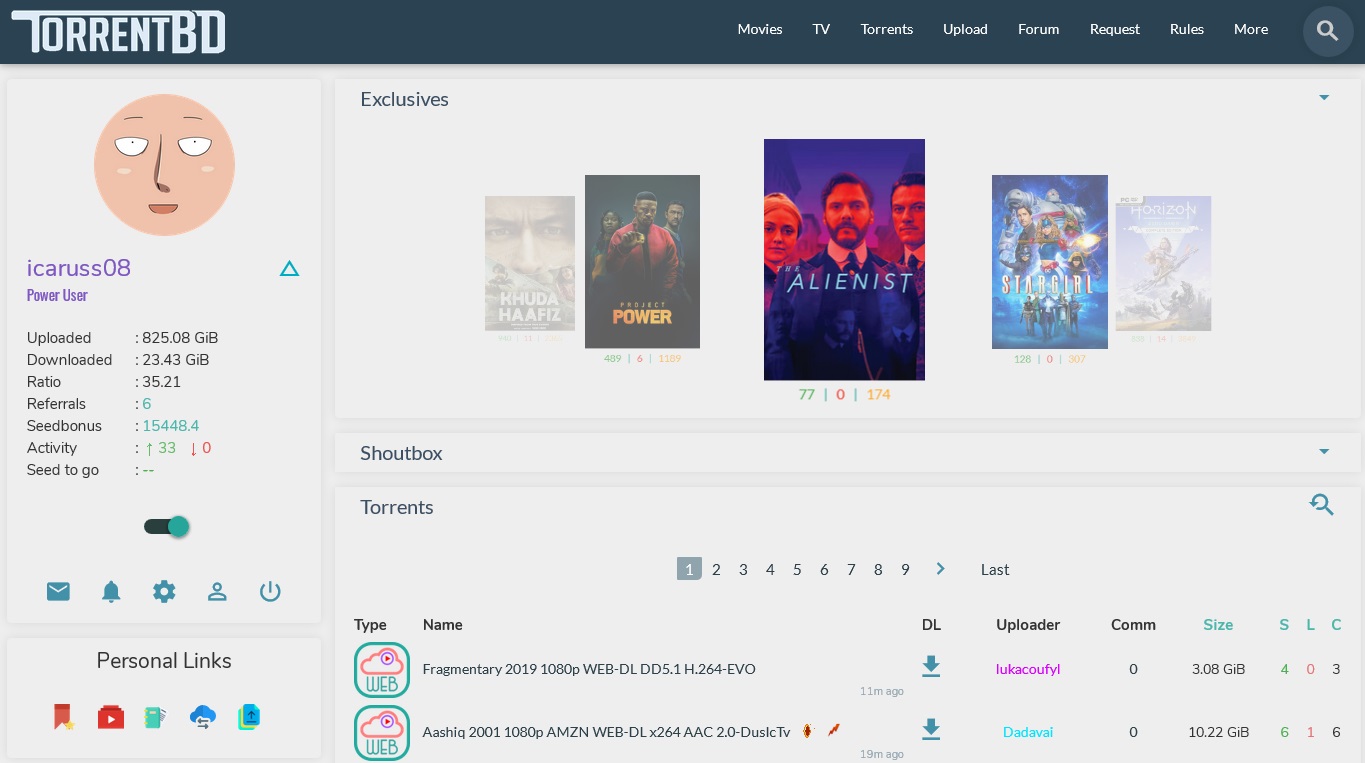 TORRENTBD
Movies TV Torrents Upload Forum Request Rules More
icaruss08
Power User
Uploaded : 825.08 GiB
Downloaded : 23.43 GiB
Ratio : 35.21
Referrals : 6
Seedbonus : 15448.4
Activity : ↑ 33 ↓ 0
Seed to go : --
Personal Links
Exclusives
KHUDA
HAAFIZ
PROJECT
POWER
489 | 6 | 1189
THE
ALIENIST
77 | 0 | 174
STARGIRL
128 | 0 | 307
HORIZON
Shoutbox
Torrents
1 2 3 4 5 6 7 8 9 Last
Type Name DL Uploader Comm Size S L C
WEB Fragmentary 2019 1080p WEB-DL DD5.1 H.264-EVO lukacoufyl 0 3.08 GiB 4 0 3
11m ago
WEB Aashiq 2001 1080p AMZN WEB-DL x264 AAC 2.0-DusIcTv Dadavai 0 10.22 GiB 6 1 6
19m ago